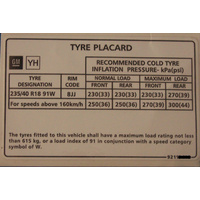 TYRE PLACARD
GM YH
RECOMMENDED COLD TYRE
INFLATION PRESSURE- kPa(psi)
TYRE DESIGNATION RIM CODE NORMAL LOAD MAXIMUM LOAD
FRONT REAR FRONT REAR
235/40 R18 91W 8JJ 230(33) 230(33) 230(33) 270(39)
For speeds above 160km/h 250(36) 250(36) 270(39) 300(44)
The tyres fitted to this vehicle shall have a maximum load rating not less
than 615 kg, or a load index of 91 in conjunction with a speed category
symbol of W.